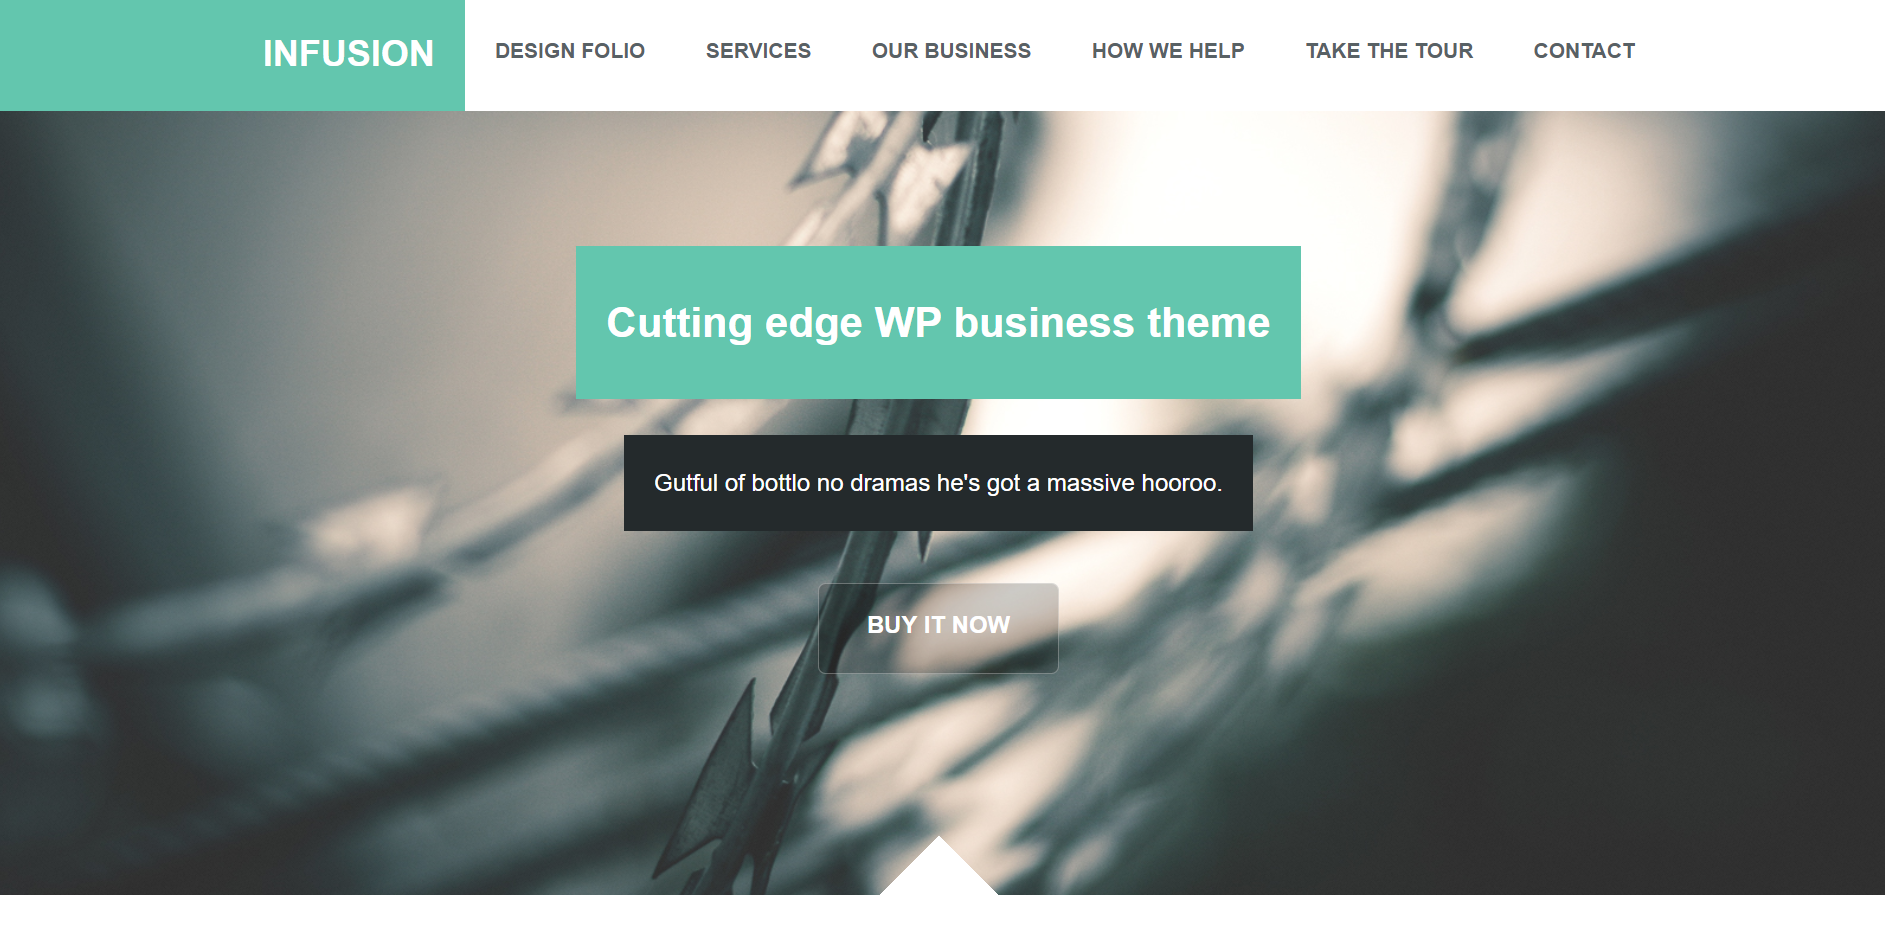 INFUSION
DESIGN FOLIO SERVICES OUR BUSINESS HOW WE HELP TAKE THE TOUR CONTACT
Cutting edge WP business theme
Gutful of bottlo no dramas he's got a massive hooroo.
BUY IT NOW